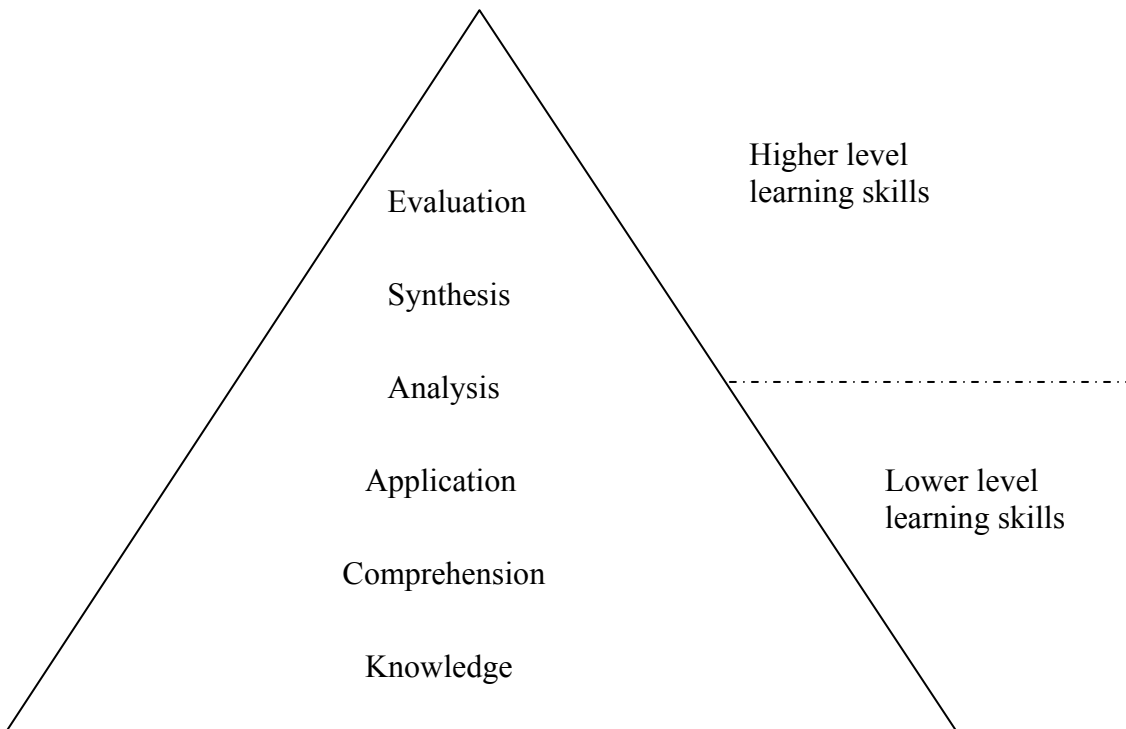 Higher level
learning skills
Evaluation
Synthesis
Analysis
Application
Lower level
learning skills
Comprehension
Knowledge